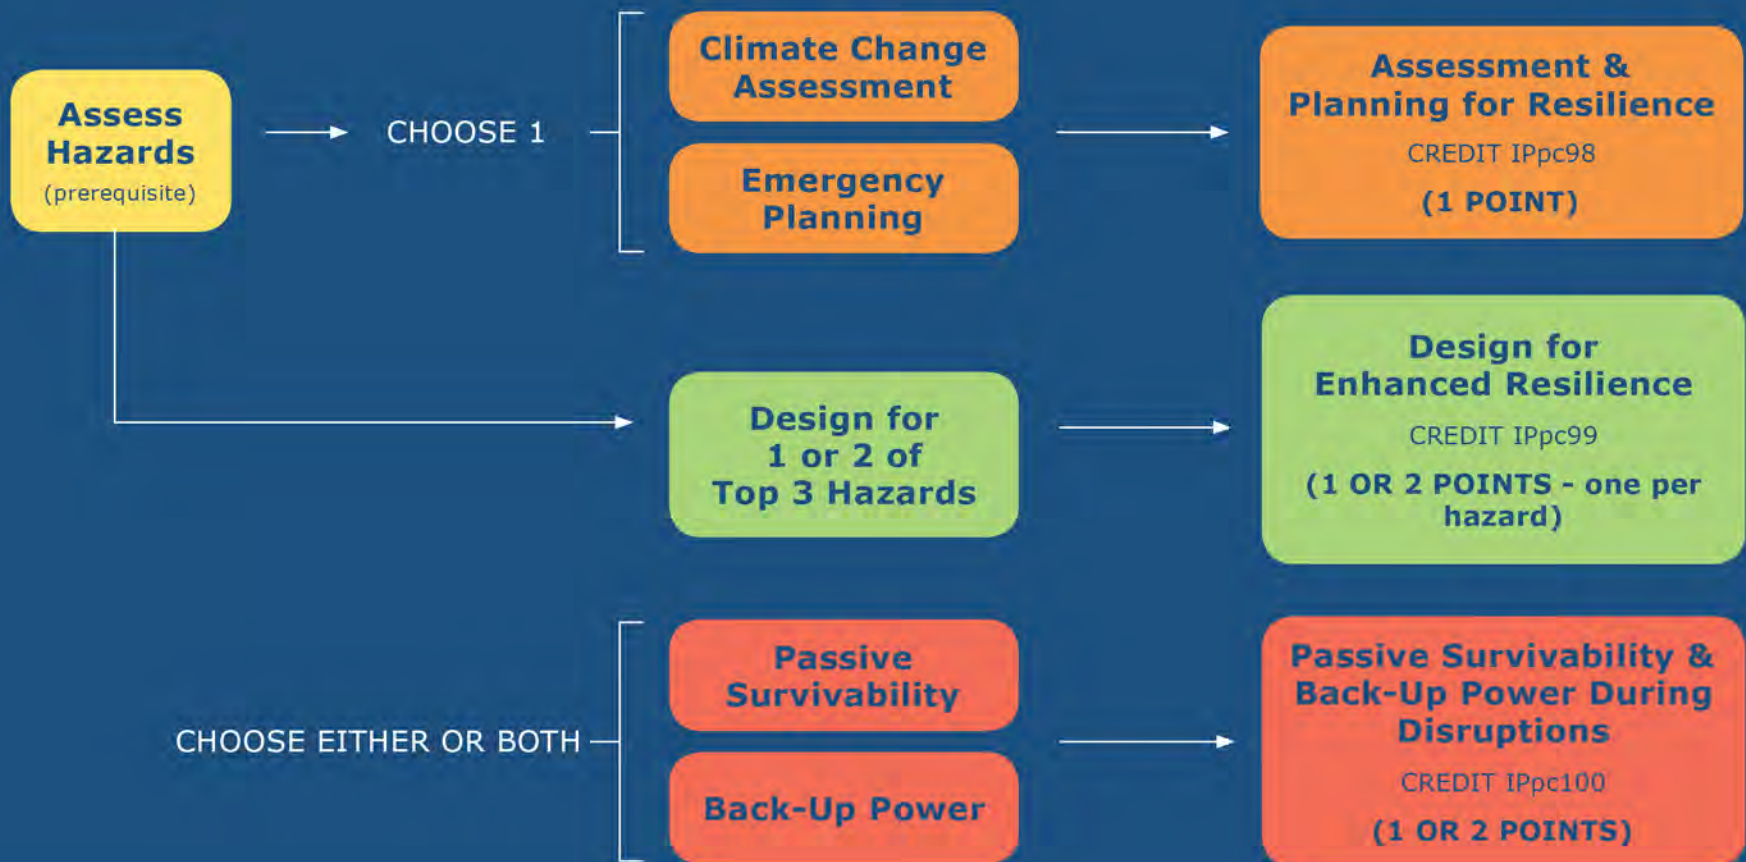 Assess
Hazards
(prerequisite)
CHOOSE 1
Climate Change
Assessment
Emergency
Planning
Assessment &
Planning for Resilience
CREDIT IPpc98
(1 POINT)
Design for
1 or 2 of
Top 3 Hazards
Design for
Enhanced Resilience
CREDIT IPpc99
(1 OR 2 POINTS - one per
hazard)
CHOOSE EITHER OR BOTH
Passive
Survivability
Back-Up Power
Passive Survivability &
Back-Up Power During
Disruptions
CREDIT IPpc100
(1 OR 2 POINTS)